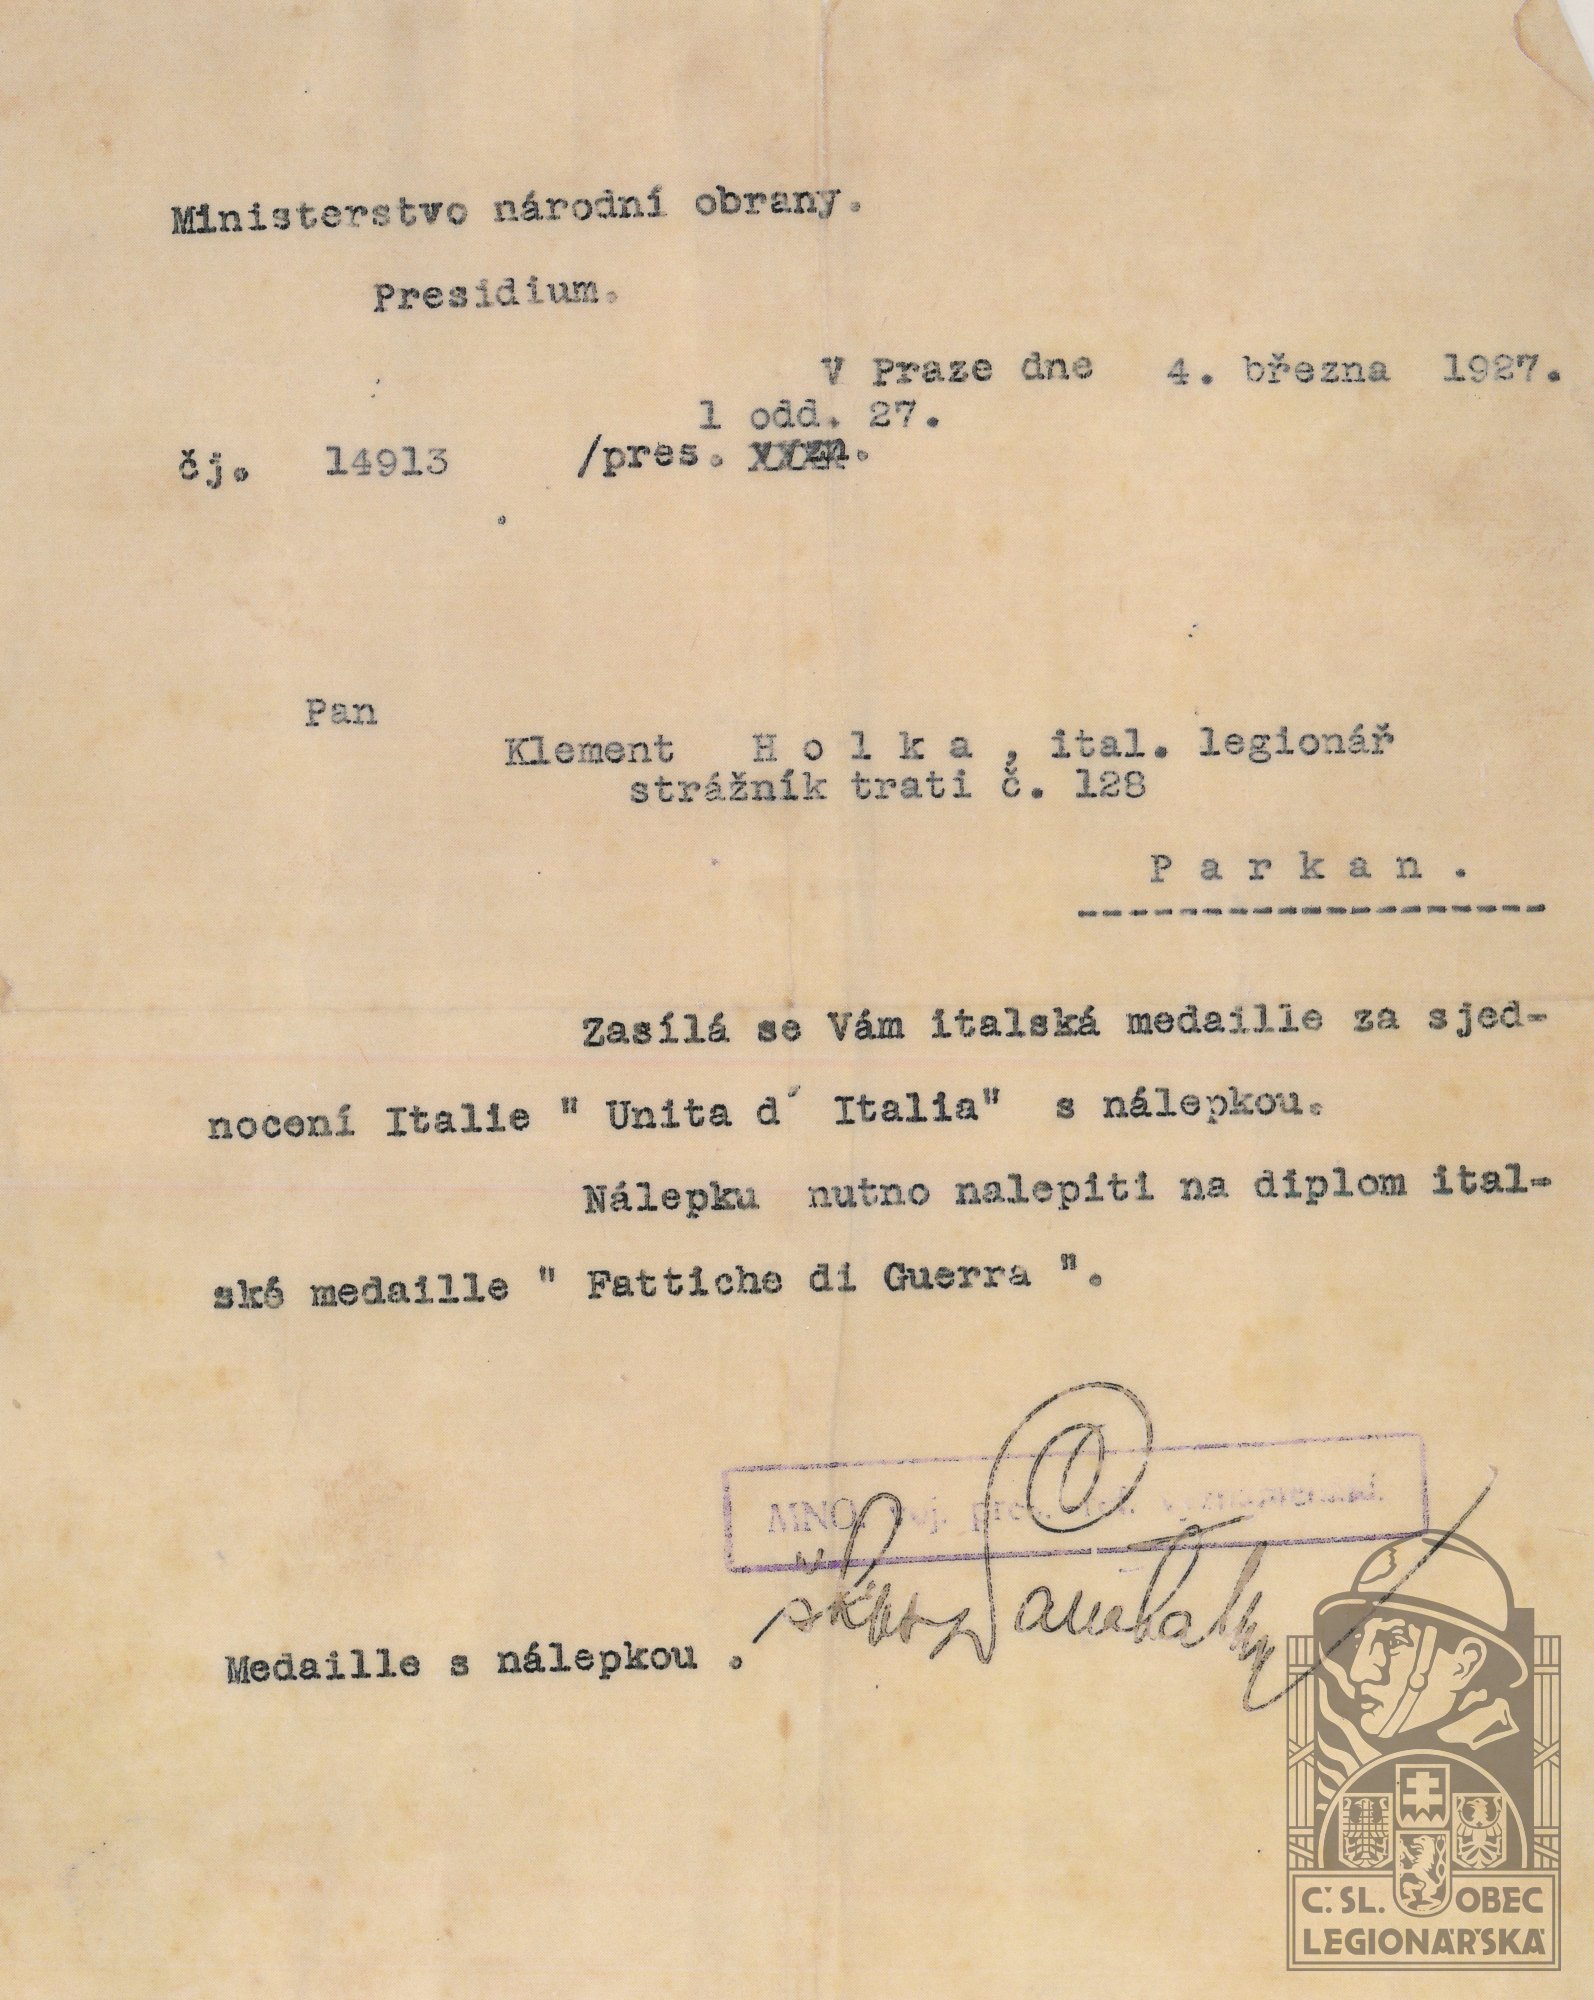 Ministerstvo národní obrany.
Presidium.
V Praze dne 4. března 1927.
1 odd. 27.
čj. 14913 /pres.
Pan
Klement H o l k a , ital. legionář
strážník trati č. 128
P a r k a n .
Zasílá se Vám italská medaille za sjed-
nocení Italie " Unita d´ Italia" s nálepkou.
Nálepku nutno nalepiti na diplom ital-
ské medaille " Fattiche di Guerra ".
MNO.
Medaille s nálepkou .
Č.SL. OBEC
LEGIONÁŘSKÁ